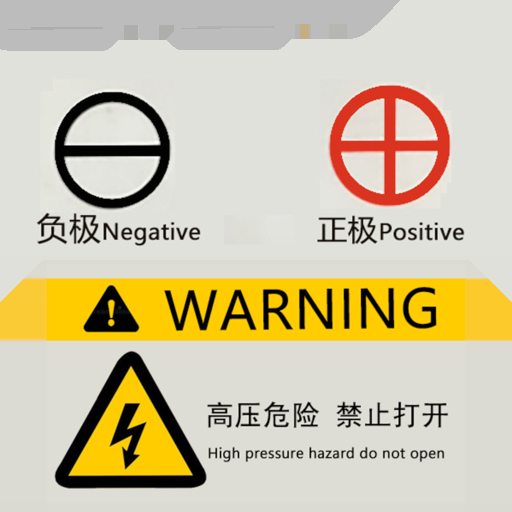 负极Negative
正极Positive
WARNING
高压危险 禁止打开
High pressure hazard do not open